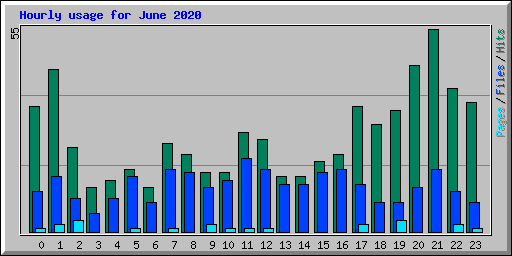 Hourly usage for June 2020
55
Pages/Files/Hits
0 1 2 3 4 5 6 7 8 9 10 11 12 13 14 15 16 17 18 19 20 21 22 23